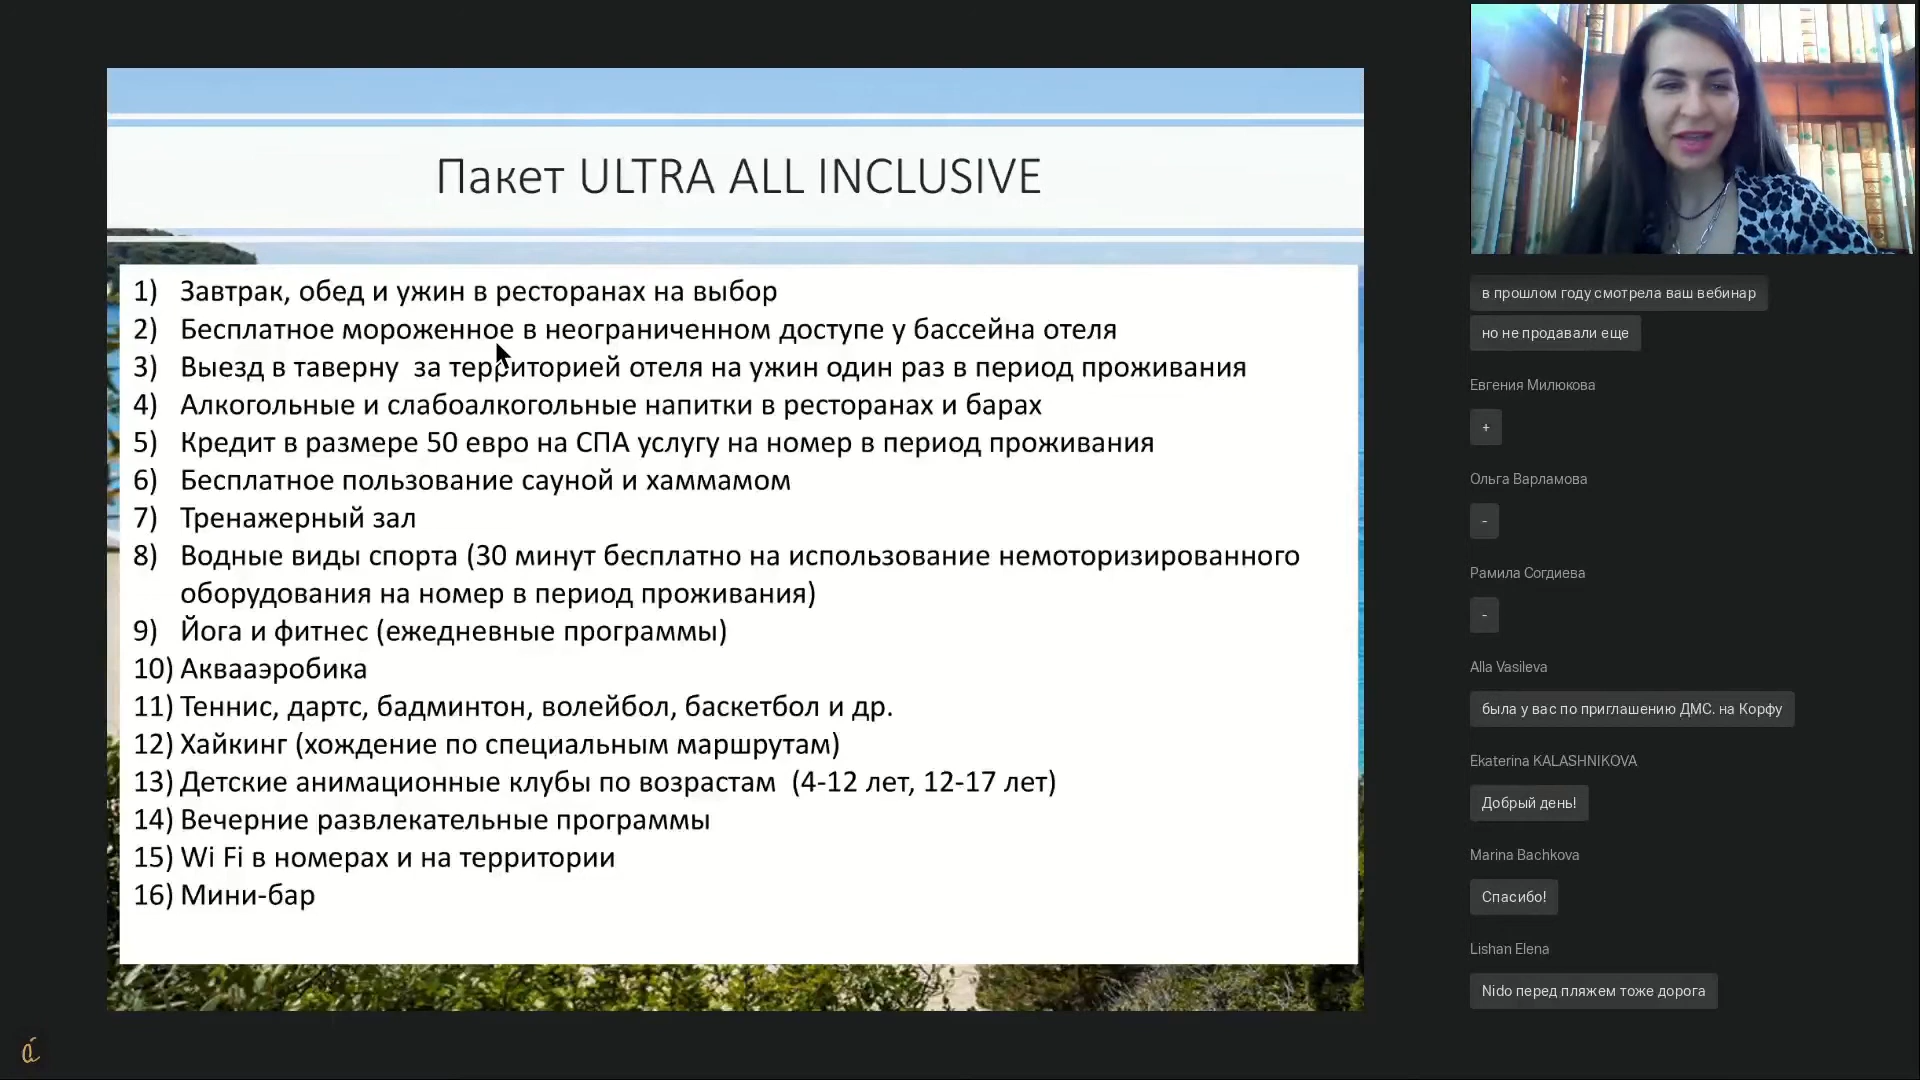 Пакет ULTRA ALL INCLUSIVE
1) Завтрак, обед и ужин в ресторанах на выбор
2) Бесплатное мороженное в неограниченном доступе у бассейна отеля
3) Выезд в таверну за территорией отеля на ужин один раз в период проживания
4) Алкогольные и слабоалкогольные напитки в ресторанах и барах
5) Кредит в размере 50 евро на СПА услугу на номер в период проживания
6) Бесплатное пользование сауной и хаммамом
7) Тренажерный зал
8) Водные виды спорта (30 минут бесплатно на использование немоторизированного
оборудования на номер в период проживания)
9) Йога и фитнес (ежедневные программы)
10) Аквааэробика
11) Теннис, дартс, бадминтон, волейбол, баскетбол и др.
12) Хайкинг (хождение по специальным маршрутам)
13) Детские анимационные клубы по возрастам (4-12 лет, 12-17 лет)
14) Вечерние развлекательные программы
15) Wi Fi в номерах и на территории
16) Мини-бар
в прошлом году смотрела ваш вебинар
но не продавали еще
Евгения Милюкова
+
Ольга Варламова
-
Рамила Согдиева
-
Alla Vasileva
была у вас по приглашению ДМС. на Корфу
Ekaterina KALASHNIKOVA
Добрый день!
Marina Bachkova
Спасибо!
Lishan Elena
Nido перед пляжем тоже дорога